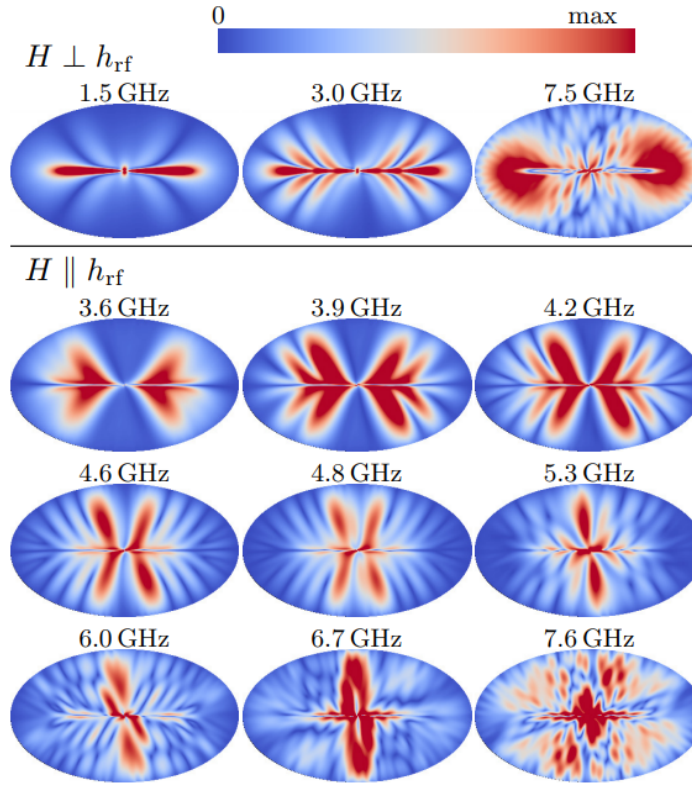 0 max
H ⊥ h_rf
1.5 GHz 3.0 GHz 7.5 GHz
H ∥ h_rf
3.6 GHz 3.9 GHz 4.2 GHz
4.6 GHz 4.8 GHz 5.3 GHz
6.0 GHz 6.7 GHz 7.6 GHz